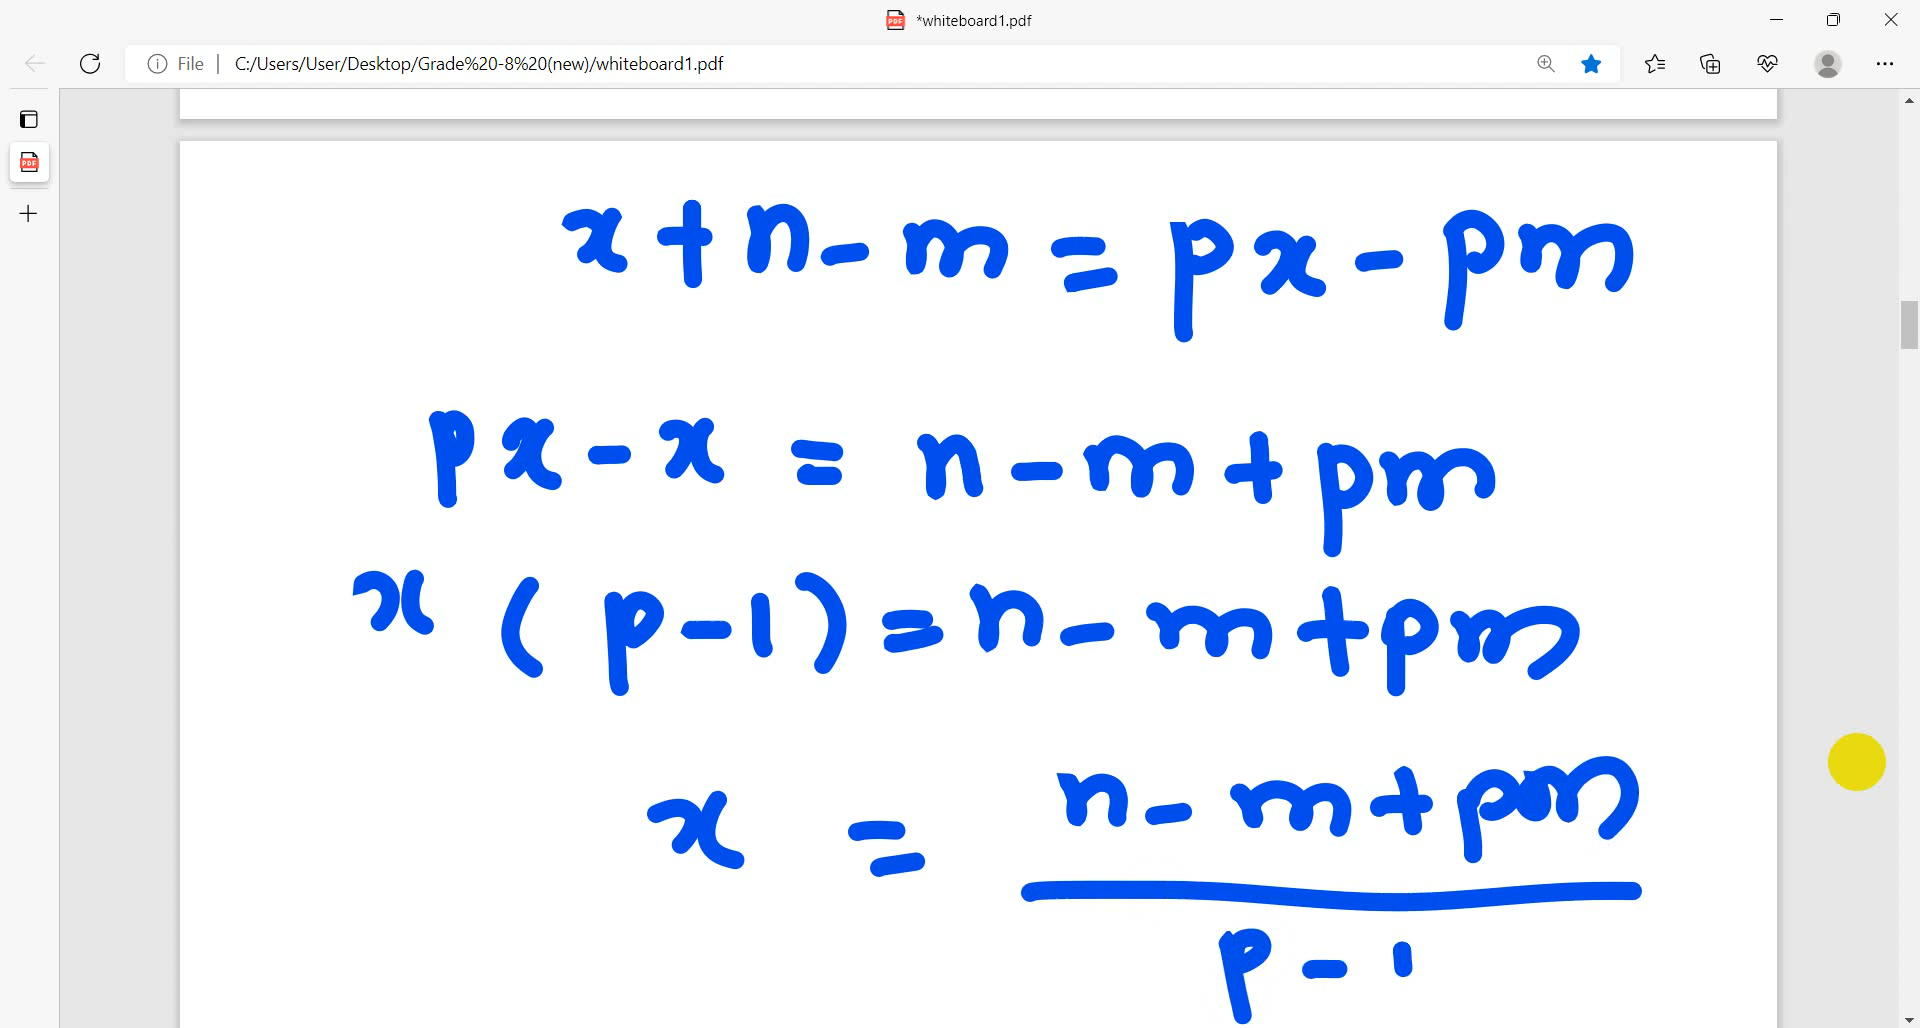 *whiteboard1.pdf
File | C:/Users/User/Desktop/Grade%20-8%20(new)/whiteboard1.pdf
x + n - m = px - pm
px - x = n - m + pm
x ( p - 1 ) = n - m + pm
x = n - m + pm
p - 1